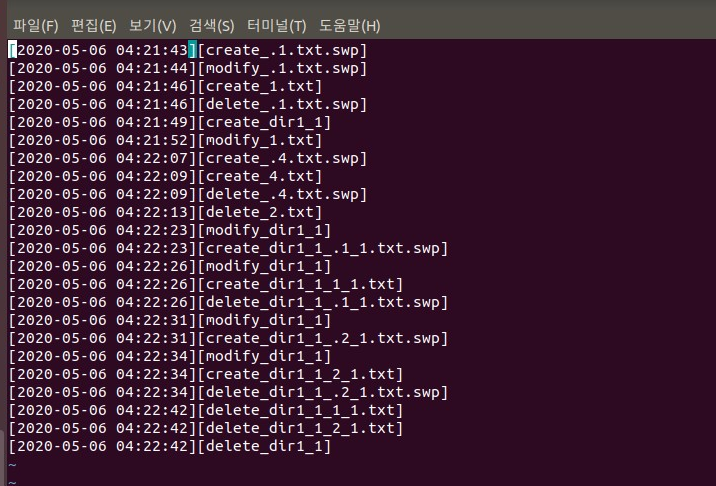 파일(F) 편집(E) 보기(V) 검색(S) 터미널(T) 도움말(H)
[2020-05-06 04:21:43][create_.1.txt.swp]
[2020-05-06 04:21:44][modify_.1.txt.swp]
[2020-05-06 04:21:46][create_1.txt]
[2020-05-06 04:21:46][delete_.1.txt.swp]
[2020-05-06 04:21:49][create_dir1_1]
[2020-05-06 04:21:52][modify_1.txt]
[2020-05-06 04:22:07][create_.4.txt.swp]
[2020-05-06 04:22:09][create_4.txt]
[2020-05-06 04:22:09][delete_.4.txt.swp]
[2020-05-06 04:22:13][delete_2.txt]
[2020-05-06 04:22:23][modify_dir1_1]
[2020-05-06 04:22:23][create_dir1_1_.1_1.txt.swp]
[2020-05-06 04:22:26][modify_dir1_1]
[2020-05-06 04:22:26][create_dir1_1_1_1.txt]
[2020-05-06 04:22:26][delete_dir1_1_.1_1.txt.swp]
[2020-05-06 04:22:31][modify_dir1_1]
[2020-05-06 04:22:31][create_dir1_1_.2_1.txt.swp]
[2020-05-06 04:22:34][modify_dir1_1]
[2020-05-06 04:22:34][create_dir1_1_2_1.txt]
[2020-05-06 04:22:34][delete_dir1_1_.2_1.txt.swp]
[2020-05-06 04:22:42][delete_dir1_1_1_1.txt]
[2020-05-06 04:22:42][delete_dir1_1_2_1.txt]
[2020-05-06 04:22:42][delete_dir1_1]
~
~